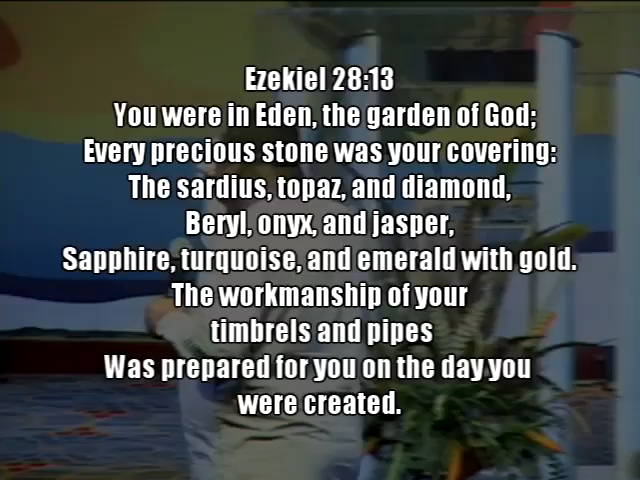 Ezekiel 28:13
You were in Eden, the garden of God;
Every precious stone was your covering:
The sardius, topaz, and diamond,
Beryl, onyx, and jasper,
Sapphire, turquoise, and emerald with gold.
The workmanship of your
timbrels and pipes
Was prepared for you on the day you
were created.